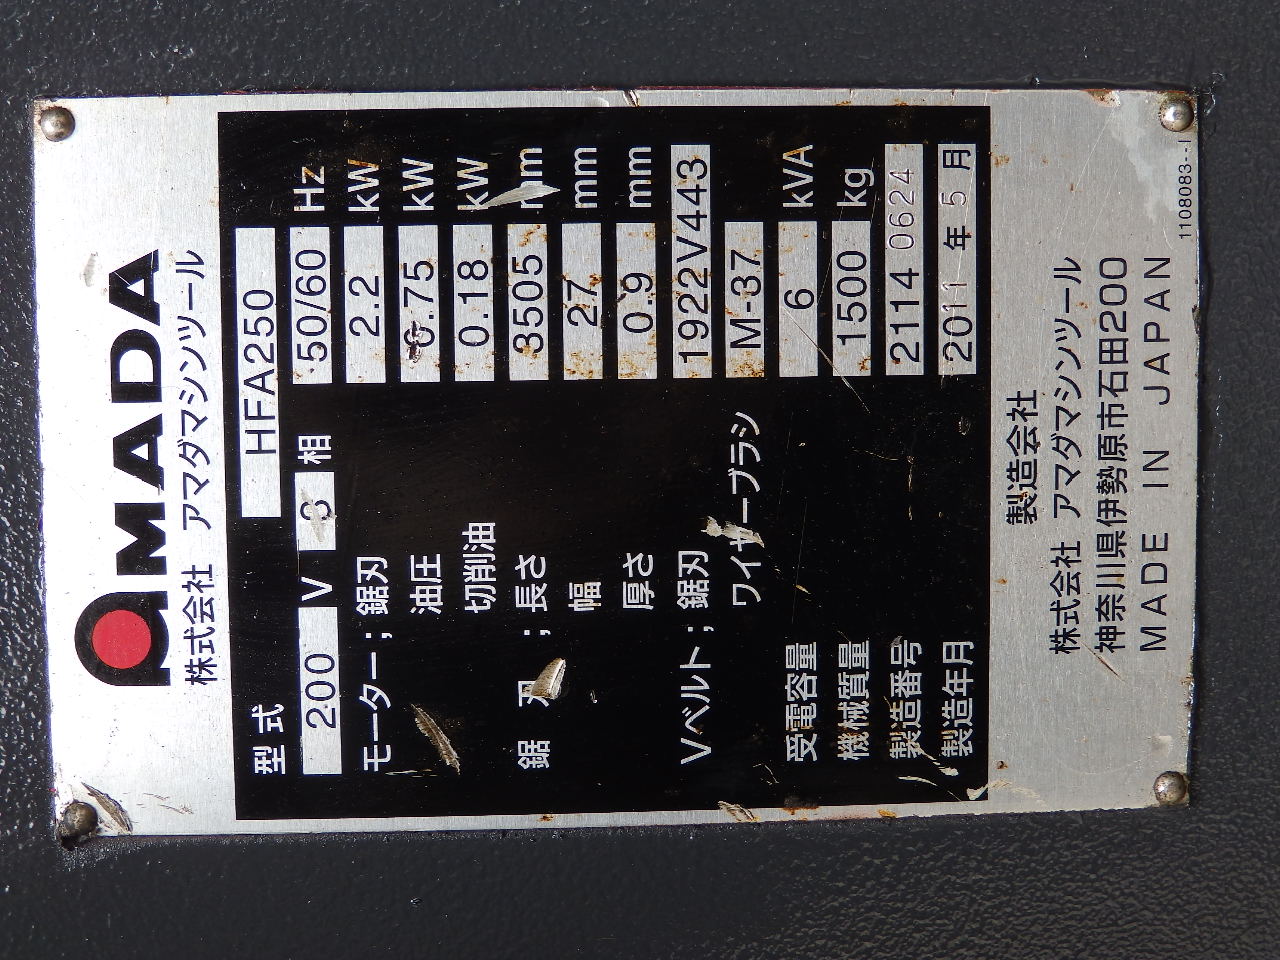 AMADA
株式会社 アマダマシンツール
型式 HFA250
200 V 3 相 50/60 Hz
モーター; 鋸刃 2.2 kW
油圧 0.75 kW
切削油 0.18 kW
鋸 刃 ; 長さ 3505 mm
幅 27 mm
厚さ 0.9 mm
Vベルト; 鋸刃 1922V443
ワイヤーブラシ M-37
受電容量 6 kVA
機械質量 1500 kg
製造番号 2114 0624
製造年月 2011 年 5 月
製造会社
株式会社 アマダマシンツール
神奈川県伊勢原市石田200
MADE IN JAPAN
1108083--1